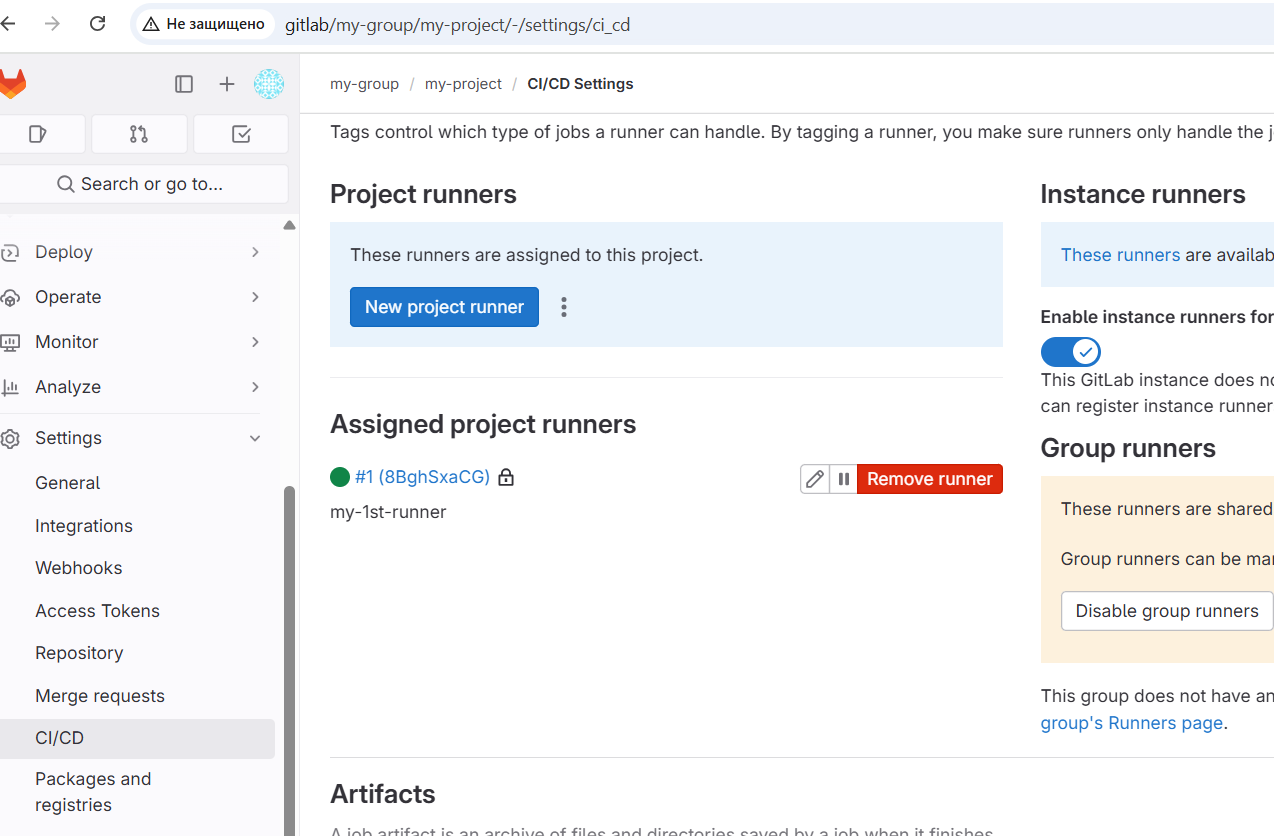 Не защищено
gitlab/my-group/my-project/-/settings/ci_cd
my-group / my-project / CI/CD Settings
Search or go to...
Deploy
Operate
Monitor
Analyze
Settings
General
Integrations
Webhooks
Access Tokens
Repository
Merge requests
CI/CD
Packages and
registries
Tags control which type of jobs a runner can handle. By tagging a runner, you make sure runners only handle the j
Project runners
These runners are assigned to this project.
New project runner
Assigned project runners
#1 (8BghSxaCG)
Remove runner
my-1st-runner
Instance runners
These runners are availab
Enable instance runners for
This GitLab instance does no
can register instance runner
Group runners
These runners are shared
Group runners can be mar
Disable group runners
This group does not have an
group's Runners page.
Artifacts
A job artifact is an archive of files and directories saved by a job when it finishes.